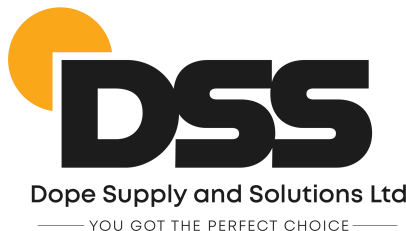 DSS
Dope Supply and Solutions Ltd
YOU GOT THE PERFECT CHOICE